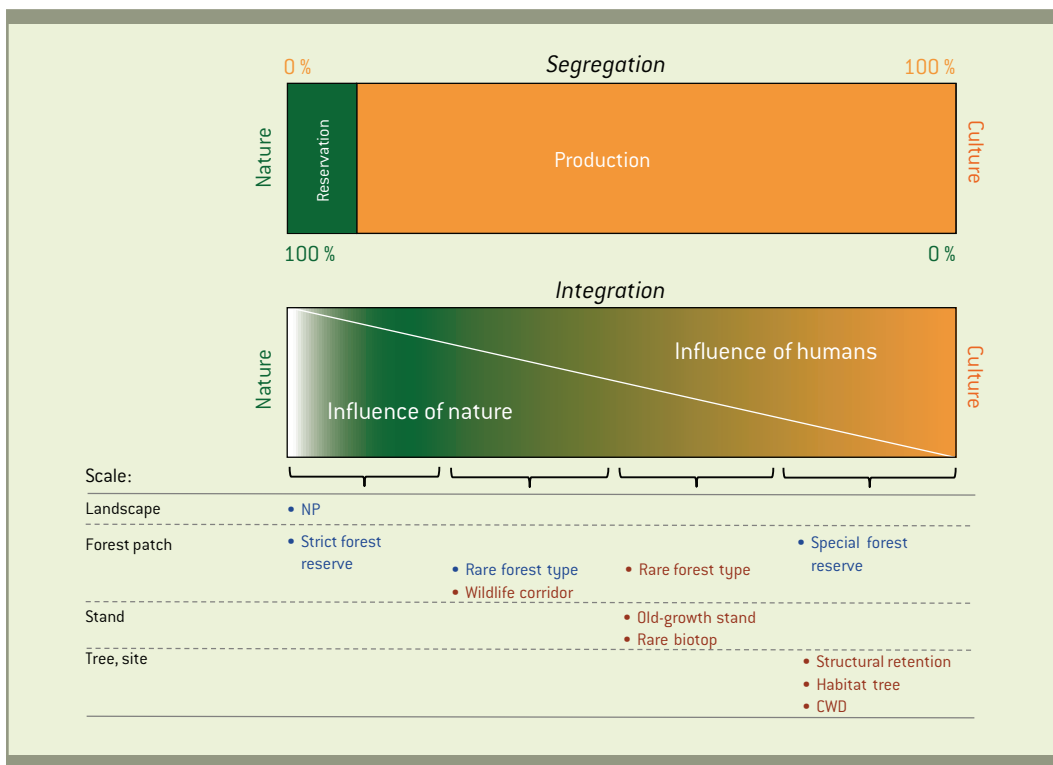 0 %
Segregation
100 %
Nature
Reservation
Production
Culture
100 %
0 %
Integration
Nature
Influence of nature
Influence of humans
Culture
Scale:
Landscape
• NP
Forest patch
• Strict forest
reserve
• Rare forest type
• Wildlife corridor
• Rare forest type
• Special forest
reserve
Stand
• Old-growth stand
• Rare biotop
Tree, site
• Structural retention
• Habitat tree
• CWD